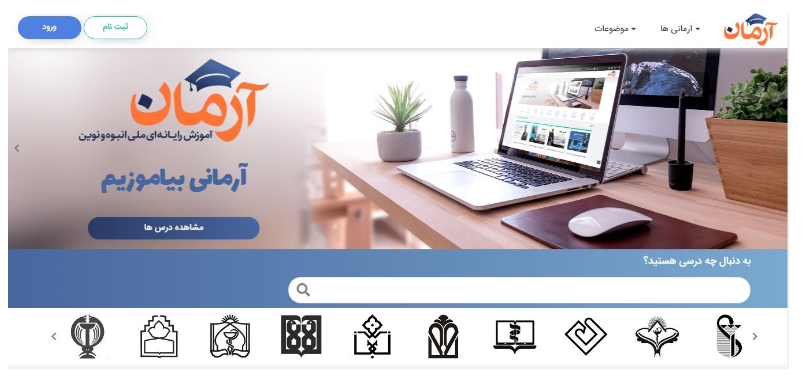 آرمان
آرمانی ها
موضوعات
ثبت نام
ورود
آرمان
آموزش رایانه‌ای ملی انبوه و نوین
آرمانی بیاموزیم
مشاهده درس ها
به دنبال چه درسی هستید؟